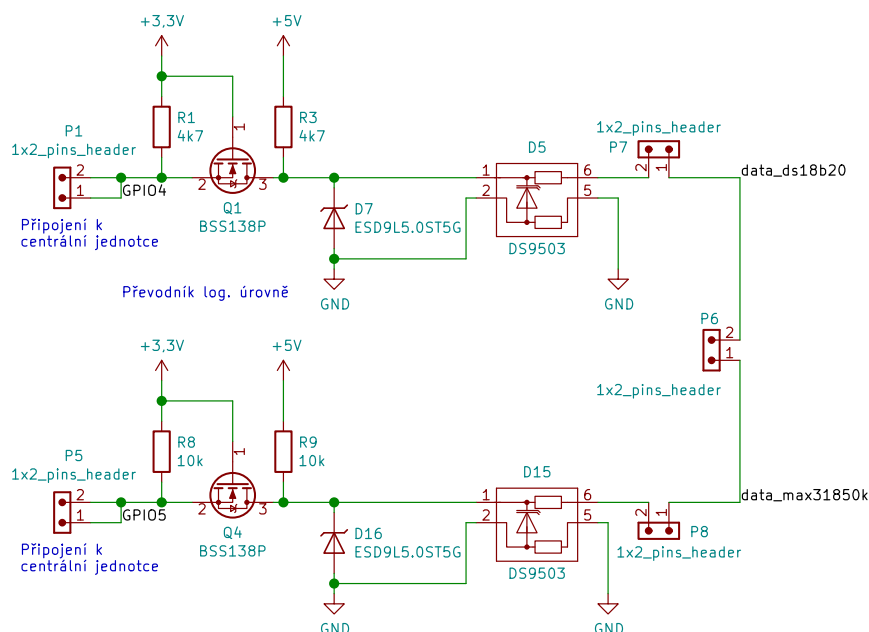 +3,3V
+5V
R1
4k7
1
R3
4k7
P1
1x2_pins_header
2
1
GPIO4
2
3
Q1
BSS138P
D7
ESD9L5.0ST5G
GND
D5
1
2
6
5
DS9503
GND
1x2_pins_header
P7
2
1
data_ds18b20
Připojení k
centrální jednotce
Převodník log. úrovně
P6
2
1
1x2_pins_header
+3,3V
+5V
R8
10k
1
R9
10k
P5
1x2_pins_header
2
1
GPIO5
2
3
Q4
BSS138P
D16
ESD9L5.0ST5G
GND
D15
1
2
6
5
DS9503
GND
2
1
P8
1x2_pins_header
data_max31850k
Připojení k
centrální jednotce